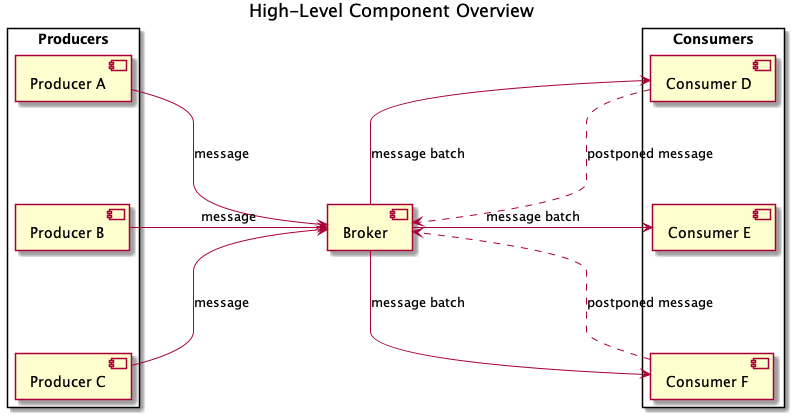 High-Level Component Overview
Producers
Consumers
Producer A
Consumer D
message
message batch
postponed message
Producer B
message
Broker
message batch
Consumer E
message
message batch
postponed message
Producer C
Consumer F